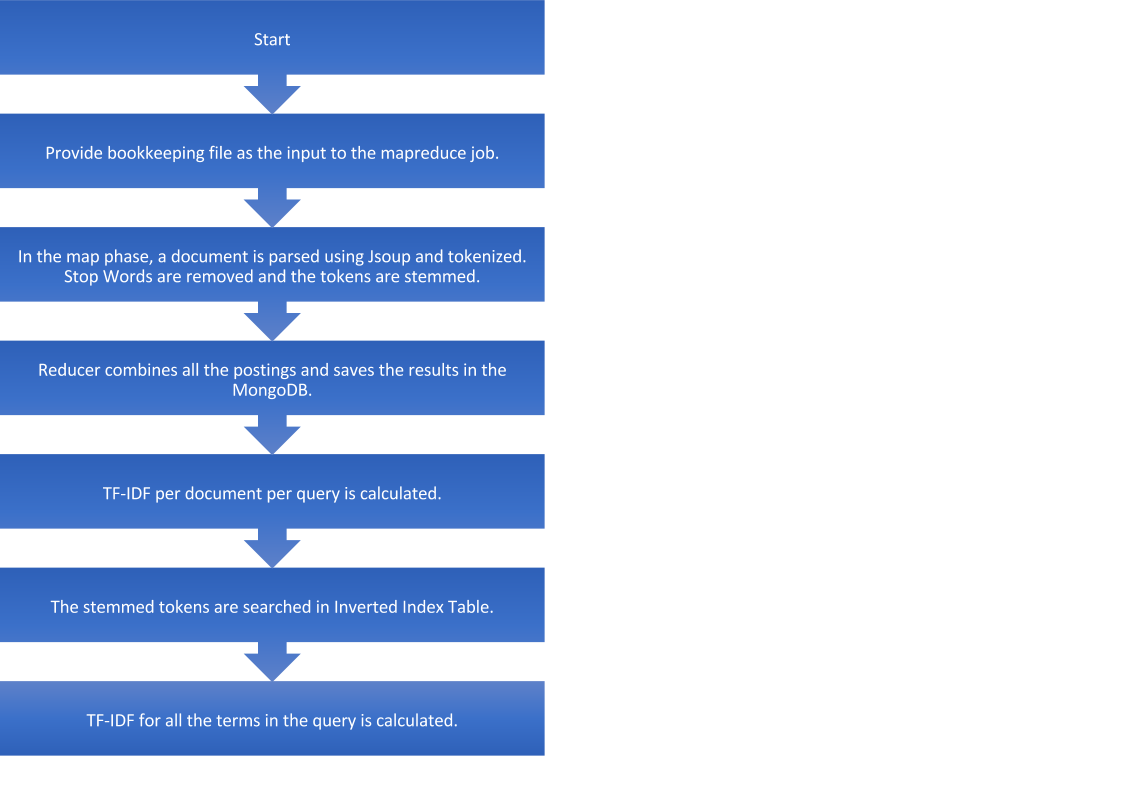 Start
Provide bookkeeping file as the input to the mapreduce job.
In the map phase, a document is parsed using Jsoup and tokenized.
Stop Words are removed and the tokens are stemmed.
Reducer combines all the postings and saves the results in the
MongoDB.
TF-IDF per document per query is calculated.
The stemmed tokens are searched in Inverted Index Table.
TF-IDF for all the terms in the query is calculated.